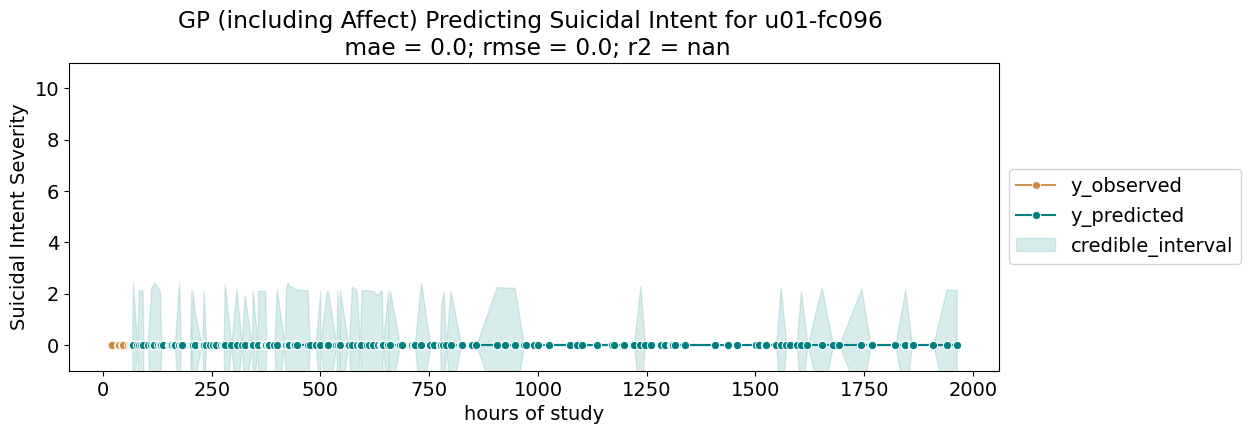 GP (including Affect) Predicting Suicidal Intent for u01-fc096
mae = 0.0; rmse = 0.0; r2 = nan
Suicidal Intent Severity
10
8
6
4
2
0
0 250 500 750 1000 1250 1500 1750 2000
hours of study
y_observed
y_predicted
credible_interval